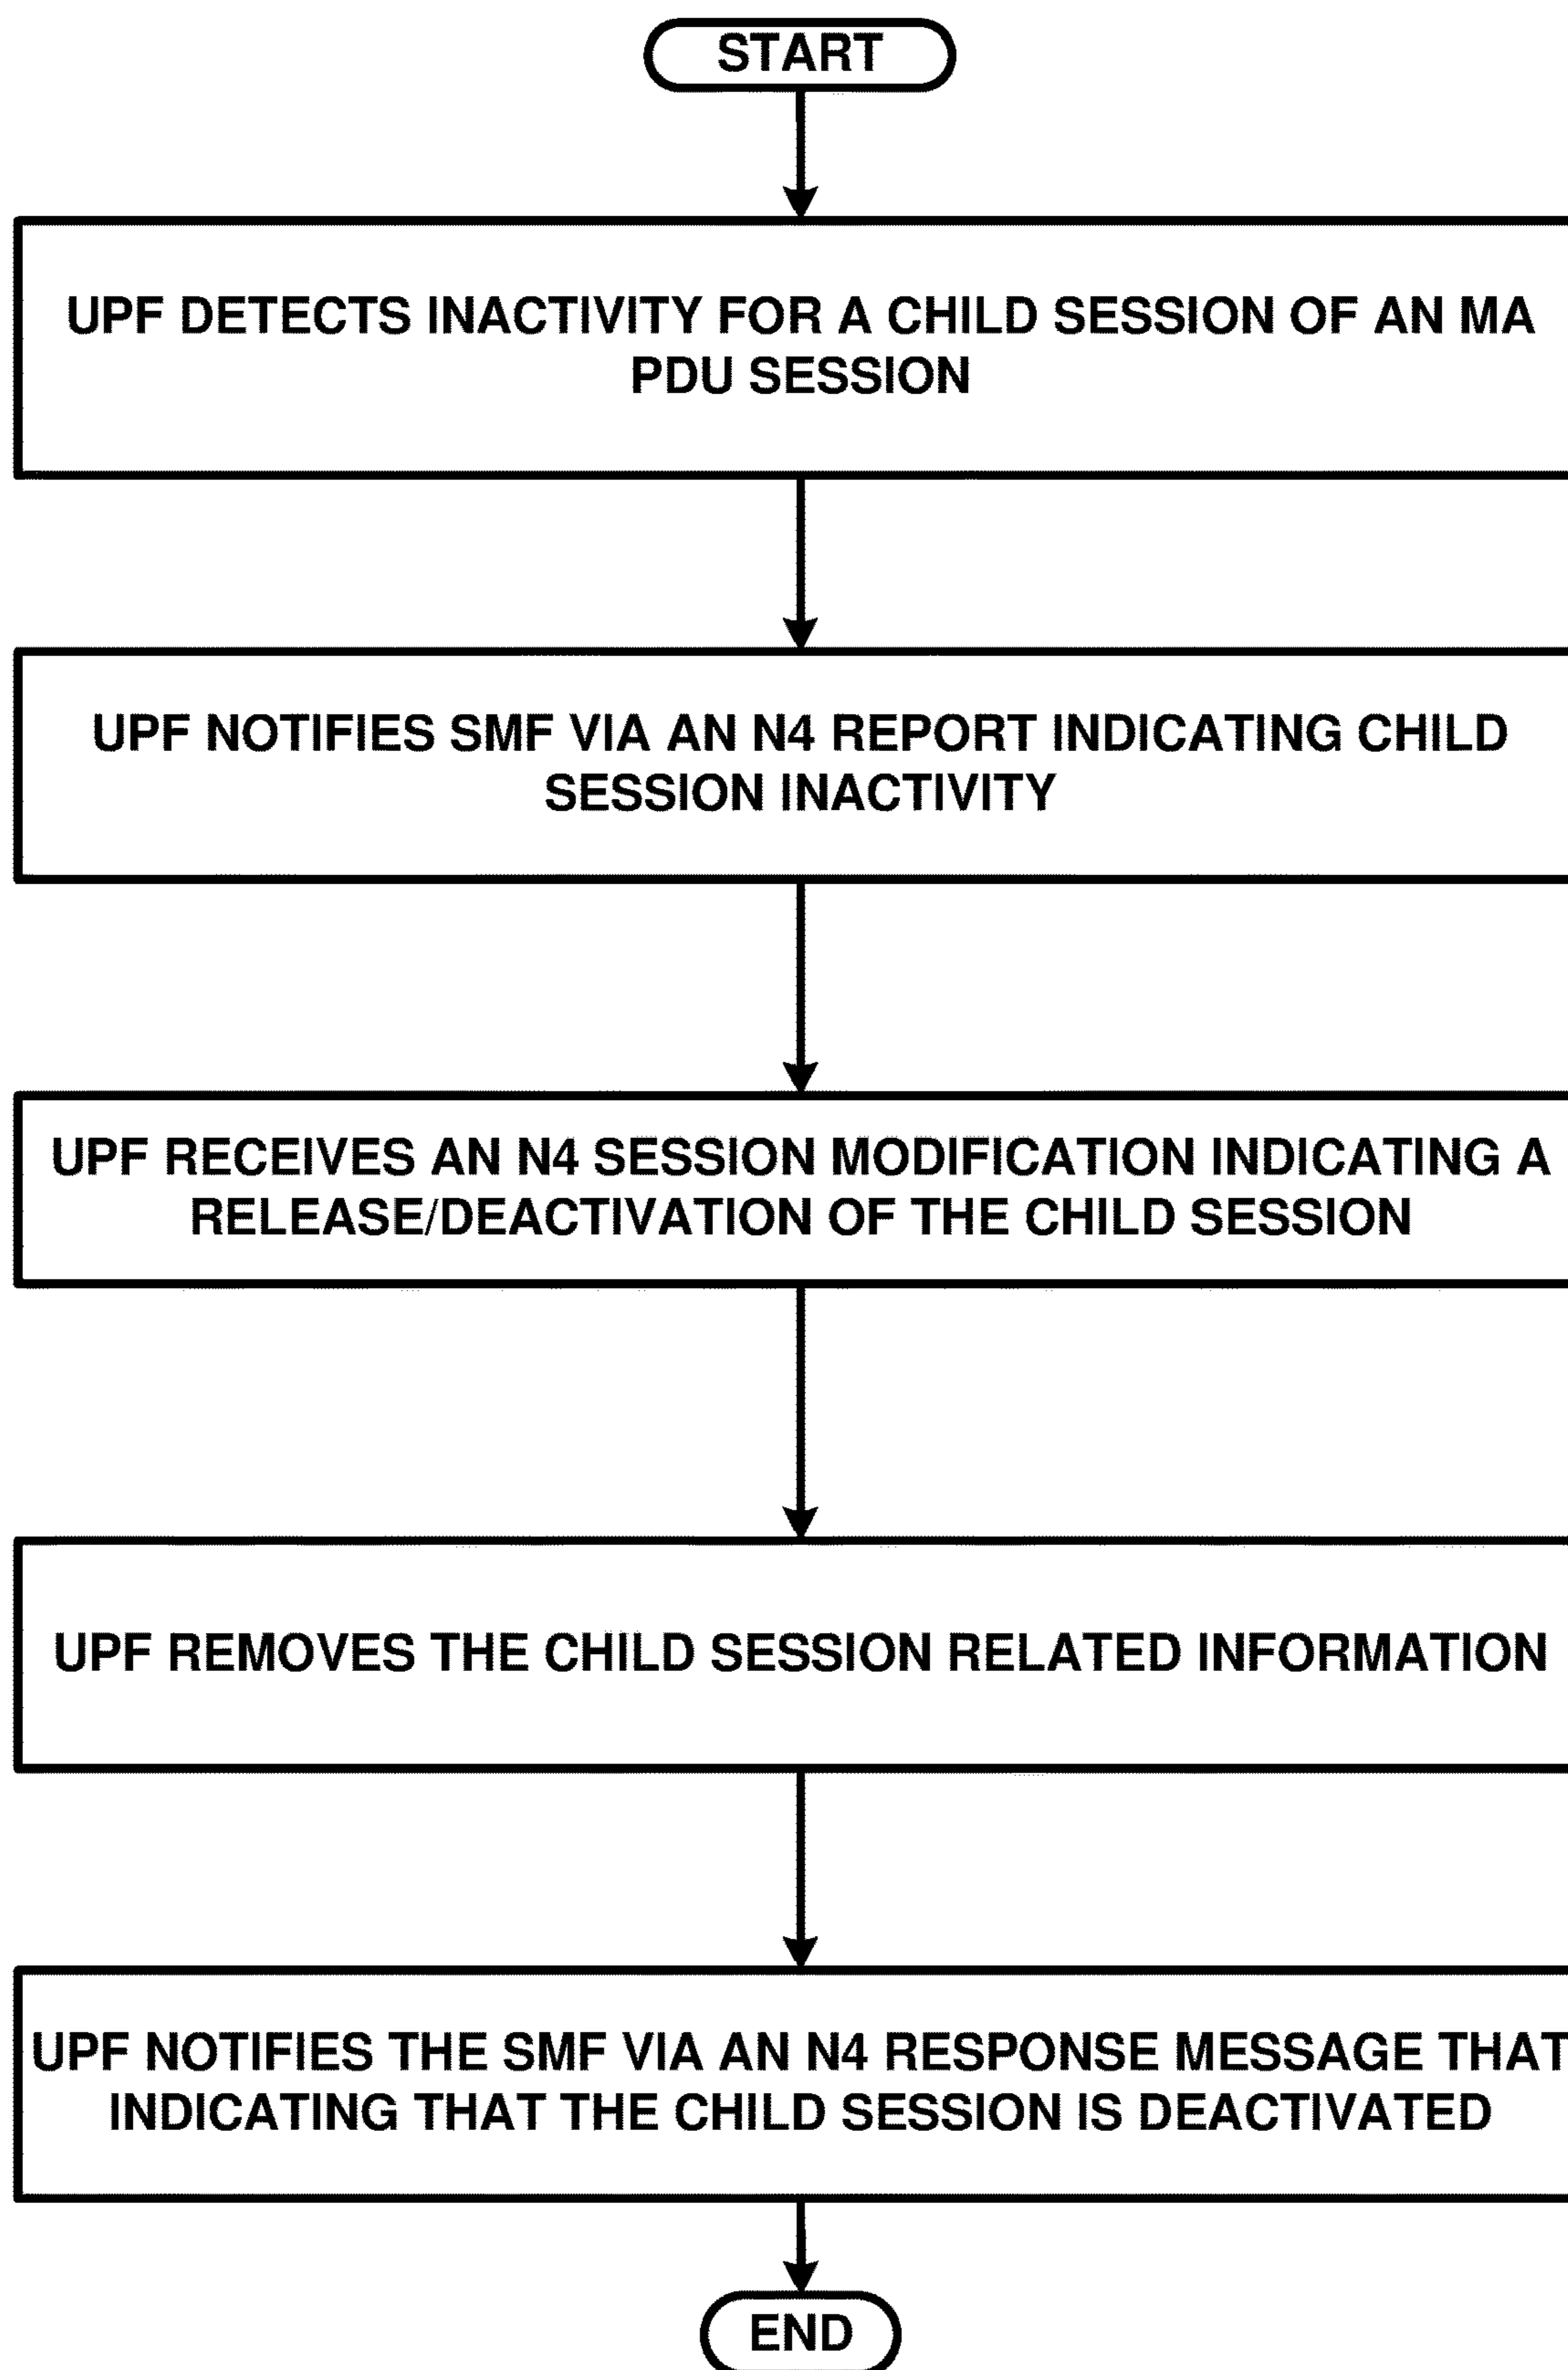 START
UPF DETECTS INACTIVITY FOR A CHILD SESSION OF AN MA
PDU SESSION
UPF NOTIFIES SMF VIA AN N4 REPORT INDICATING CHILD
SESSION INACTIVITY
UPF RECEIVES AN N4 SESSION MODIFICATION INDICATING A
RELEASE/DEACTIVATION OF THE CHILD SESSION
UPF REMOVES THE CHILD SESSION RELATED INFORMATION
UPF NOTIFIES THE SMF VIA AN N4 RESPONSE MESSAGE THAT
INDICATING THAT THE CHILD SESSION IS DEACTIVATED
END